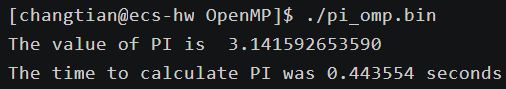 [changtian@ecs-hw OpenMP]$ ./pi_omp.bin
The value of PI is  3.141592653590
The time to calculate PI was 0.443554 seconds